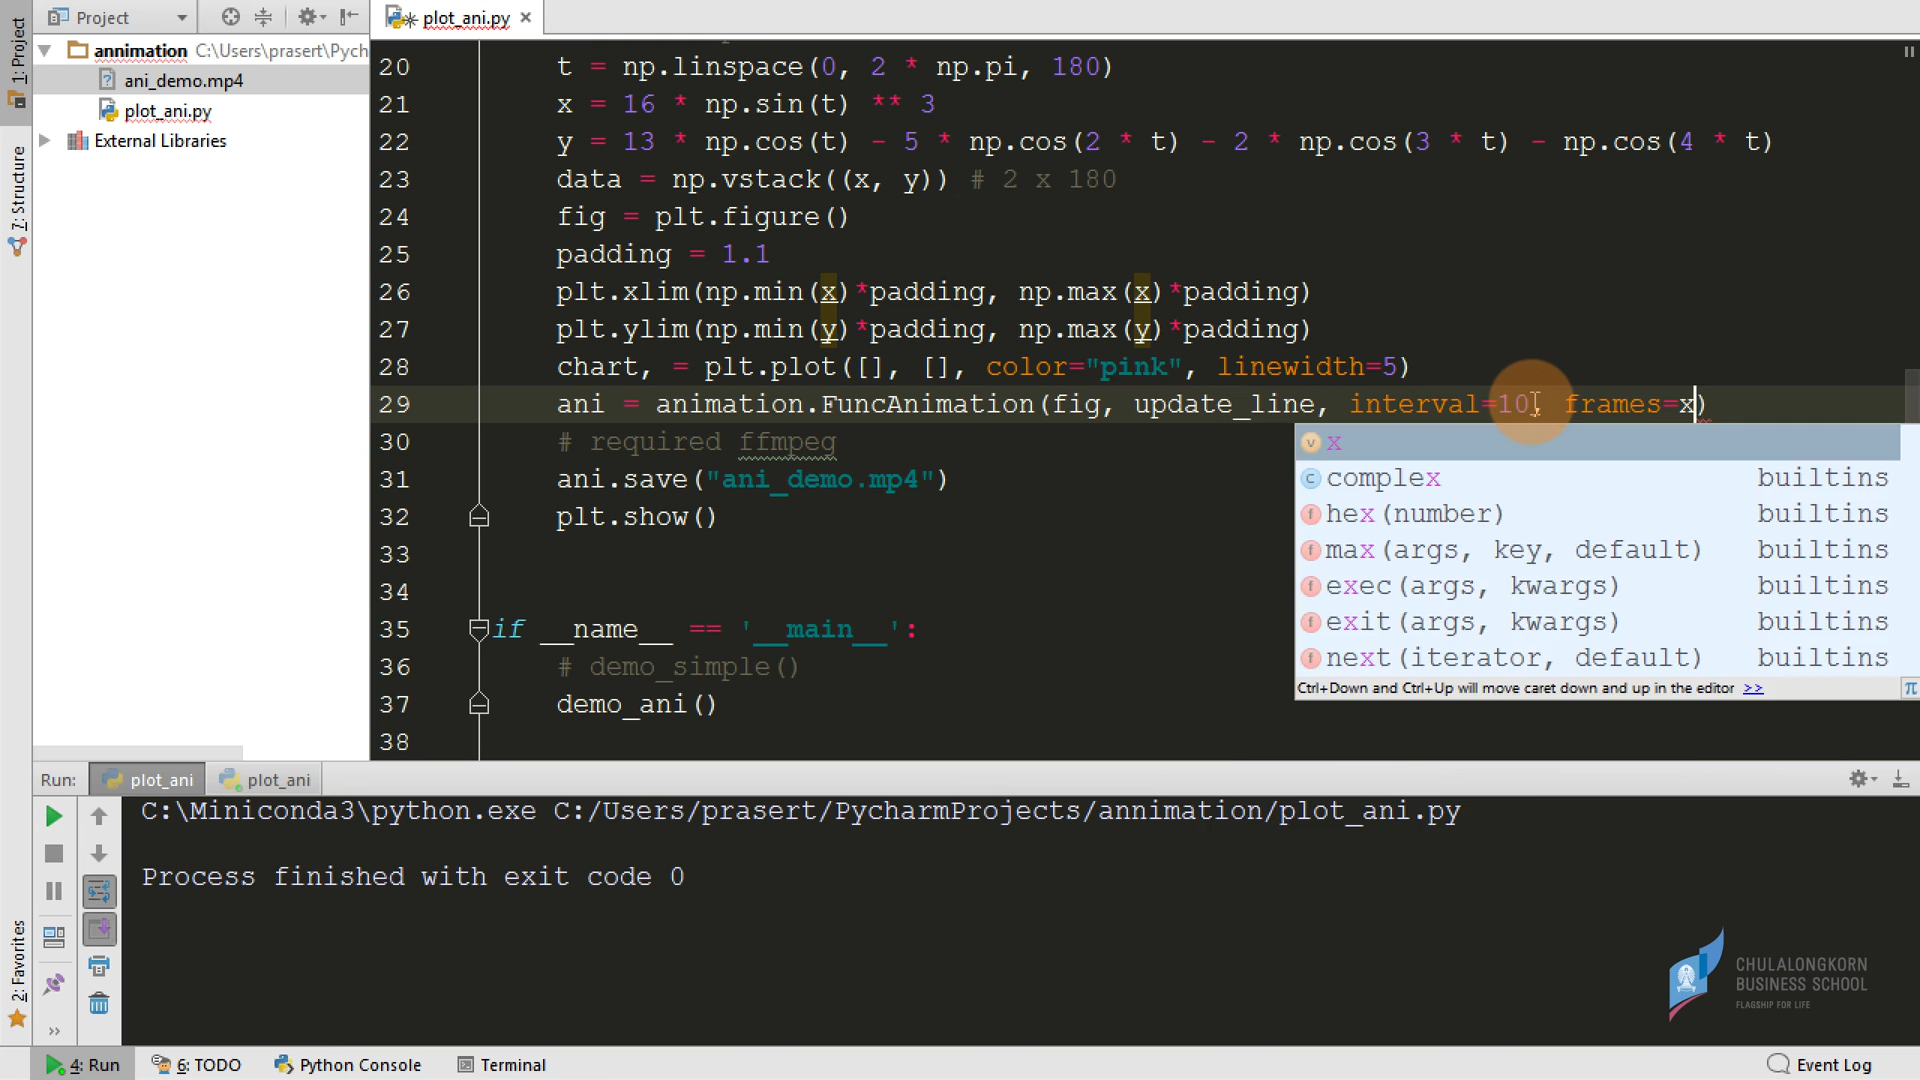 Project
plot_ani.py
1: Project
7: Structure
2: Favorites
annimation C:\Users\prasert\Pych
ani_demo.mp4
plot_ani.py
External Libraries
20 t = np.linspace(0, 2 * np.pi, 180)
21 x = 16 * np.sin(t) ** 3
22 y = 13 * np.cos(t) - 5 * np.cos(2 * t) - 2 * np.cos(3 * t) - np.cos(4 * t)
23 data = np.vstack((x, y)) # 2 x 180
24 fig = plt.figure()
25 padding = 1.1
26 plt.xlim(np.min(x)*padding, np.max(x)*padding)
27 plt.ylim(np.min(y)*padding, np.max(y)*padding)
28 chart, = plt.plot([], [], color="pink", linewidth=5)
29 ani = animation.FuncAnimation(fig, update_line, interval=10, frames=x)
30 # required ffmpeg
31 ani.save("ani_demo.mp4")
32 plt.show()
33
34
35 if __name__ == '__main__':
36 # demo_simple()
37 demo_ani()
38
x
complex builtins
hex(number) builtins
max(args, key, default) builtins
exec(args, kwargs) builtins
exit(args, kwargs) builtins
next(iterator, default) builtins
Ctrl+Down and Ctrl+Up will move caret down and up in the editor >>
π
Run: plot_ani plot_ani
C:\Miniconda3\python.exe C:/Users/prasert/PycharmProjects/annimation/plot_ani.py
Process finished with exit code 0
CHULALONGKORN
BUSINESS SCHOOL
FLAGSHIP FOR LIFE
4: Run 6: TODO Python Console Terminal Event Log